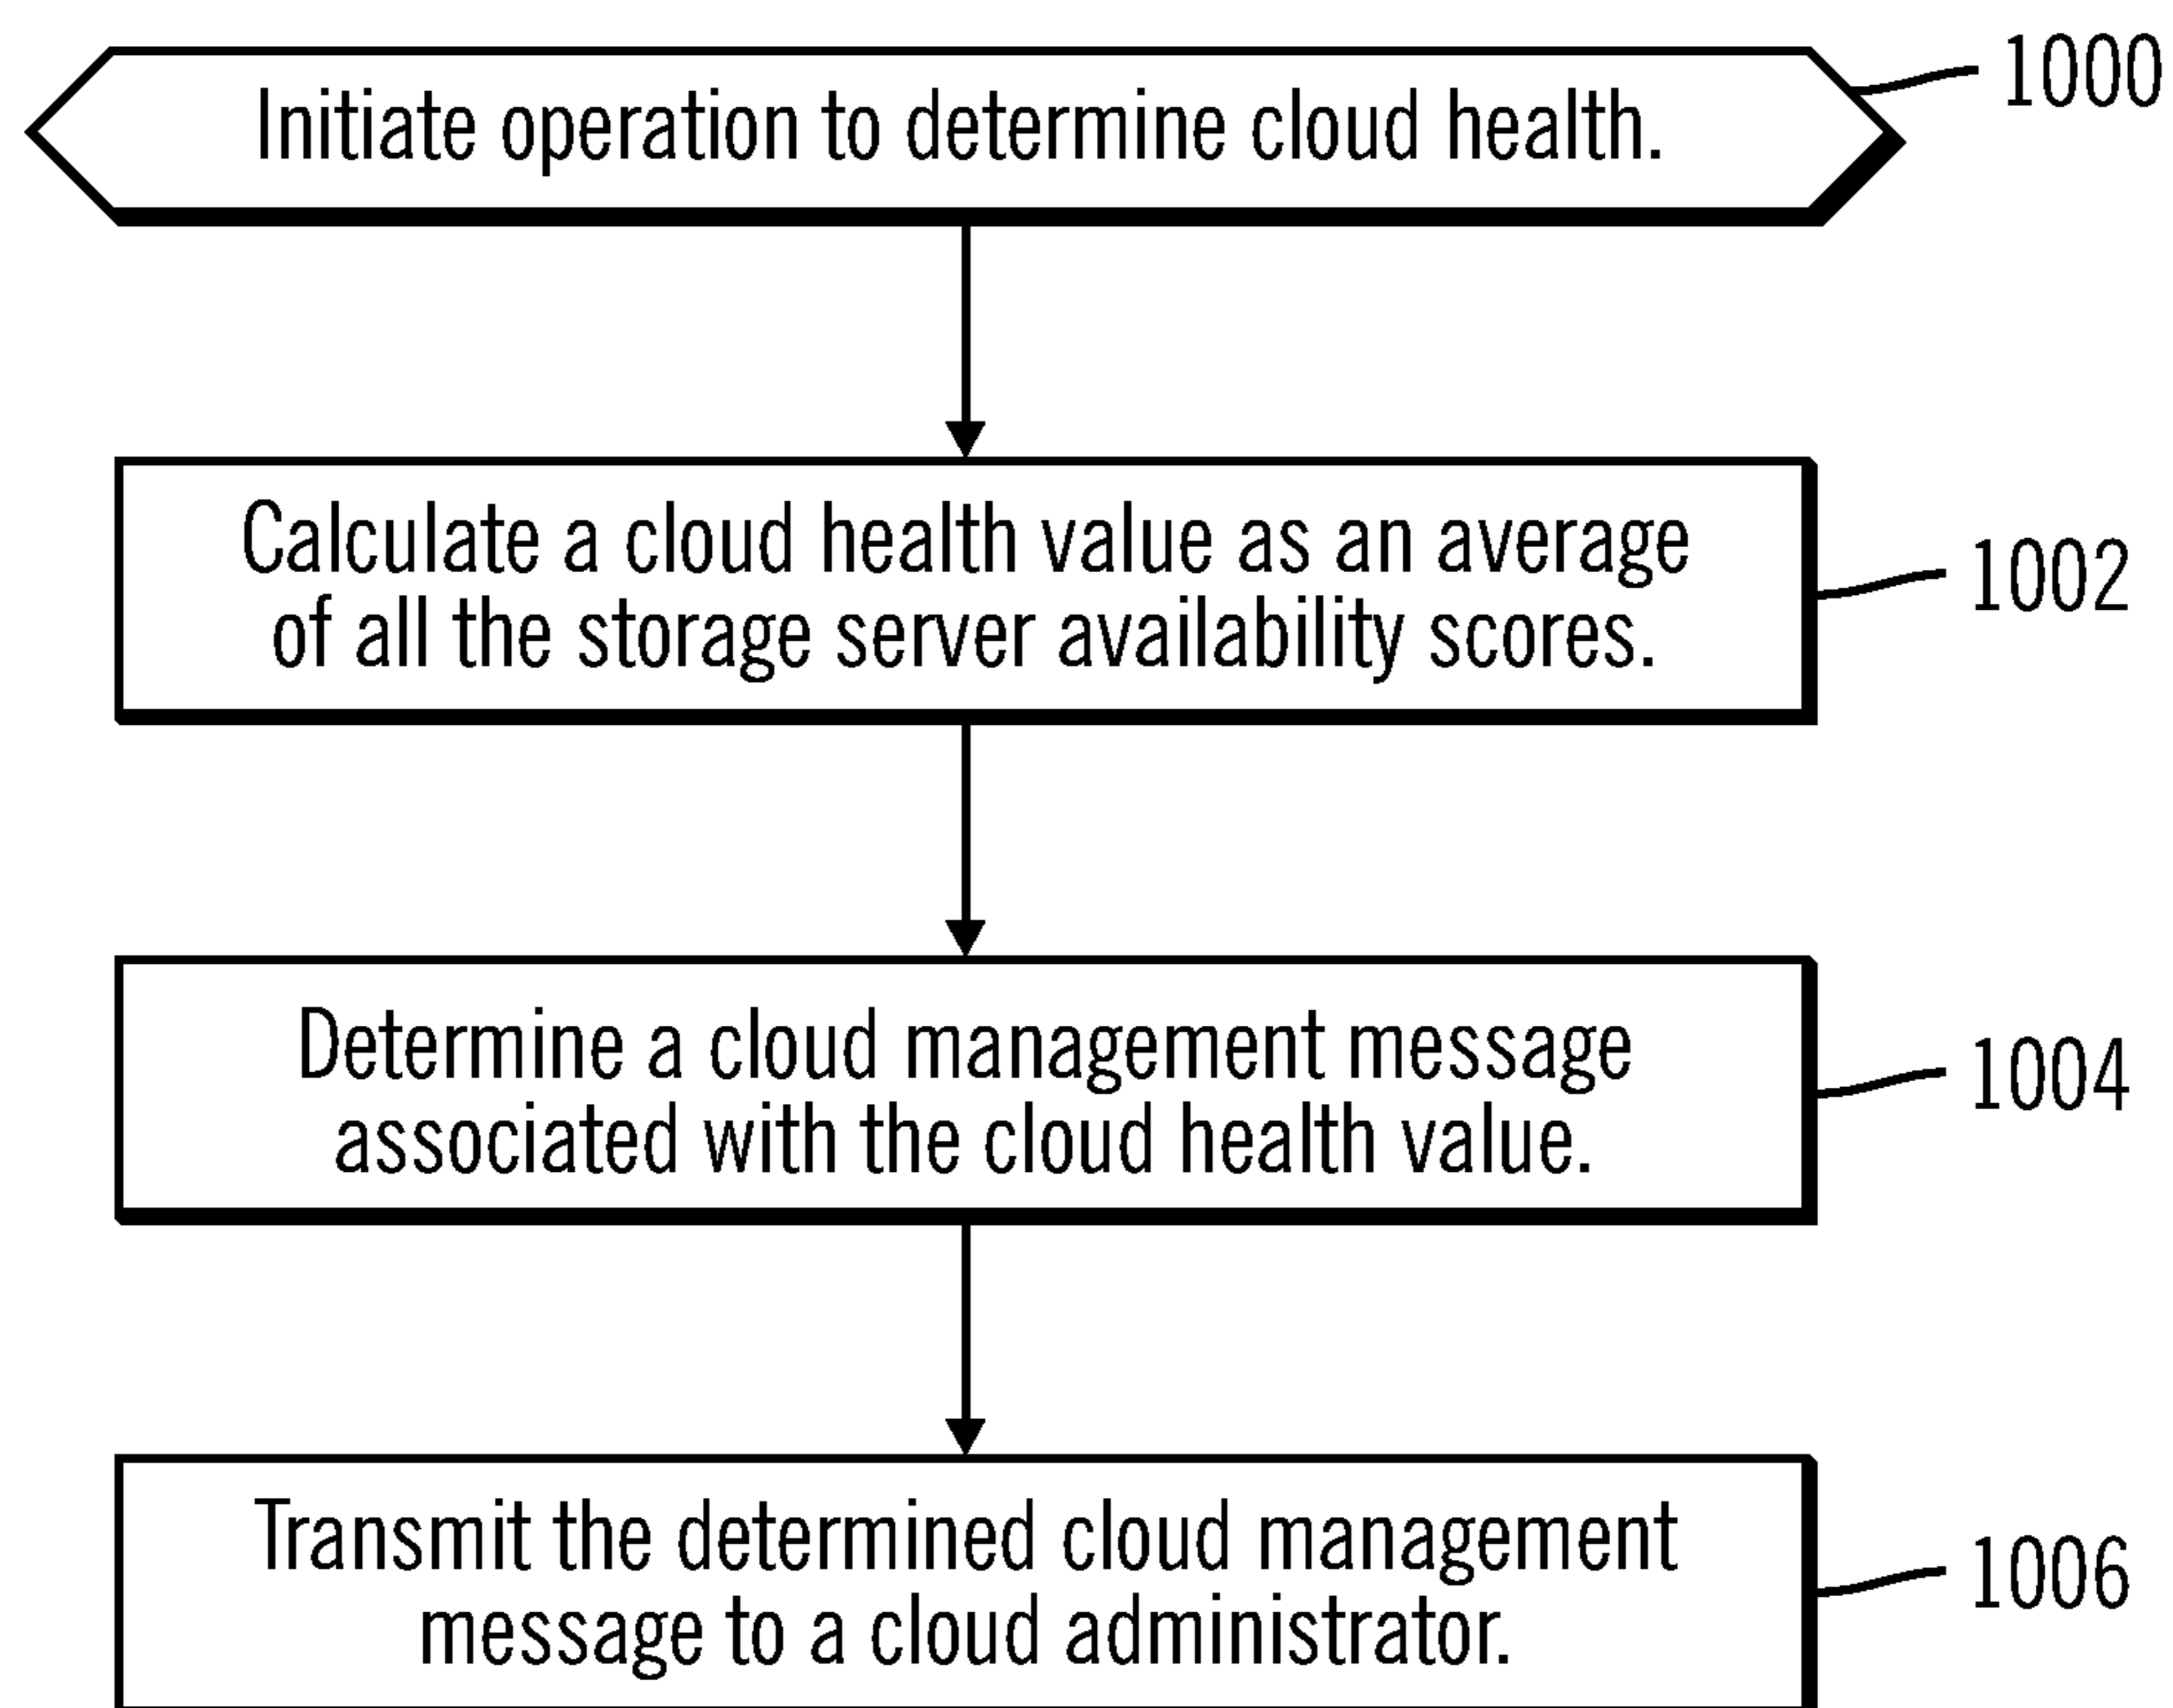 Initiate operation to determine cloud health.
1000
Calculate a cloud health value as an average
of all the storage server availability scores.
1002
Determine a cloud management message
associated with the cloud health value.
1004
Transmit the determined cloud management
message to a cloud administrator.
1006